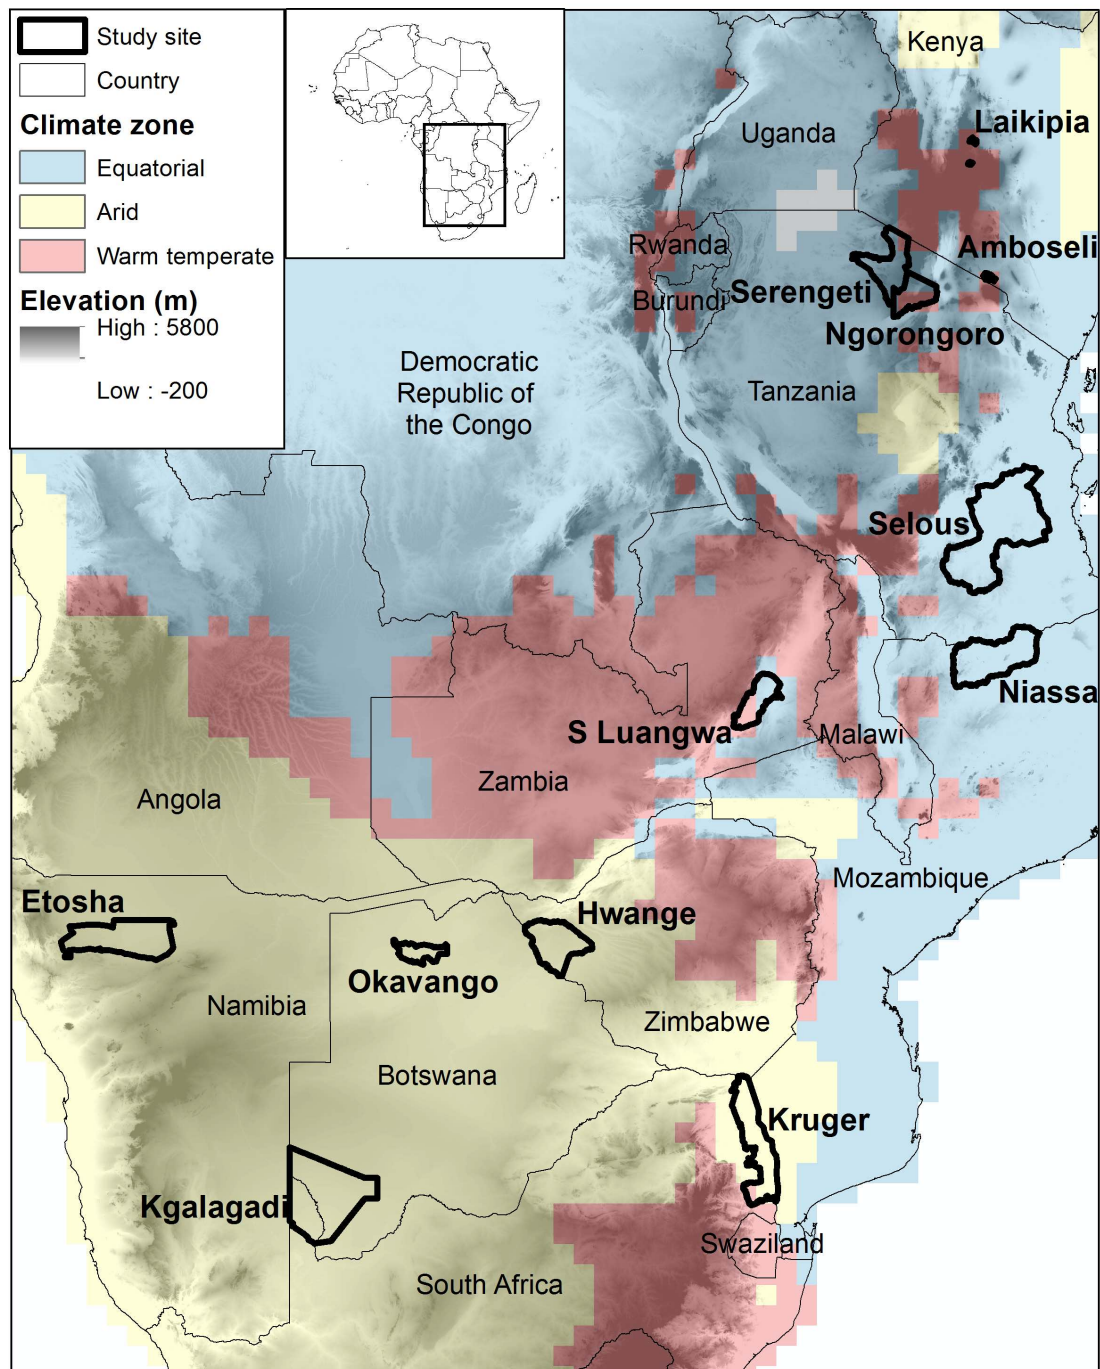 Study site
Country
Climate zone
Equatorial
Arid
Warm temperate
Elevation (m)
High : 5800
Low : -200
Kenya
Uganda
Laikipia
Rwanda
Amboseli
Burundi
Serengeti
Ngorongoro
Democratic
Republic of
the Congo
Tanzania
Selous
Niassa
S Luangwa
Malawi
Zambia
Angola
Mozambique
Etosha
Hwange
Okavango
Namibia
Zimbabwe
Botswana
Kruger
Kgalagadi
Swaziland
South Africa